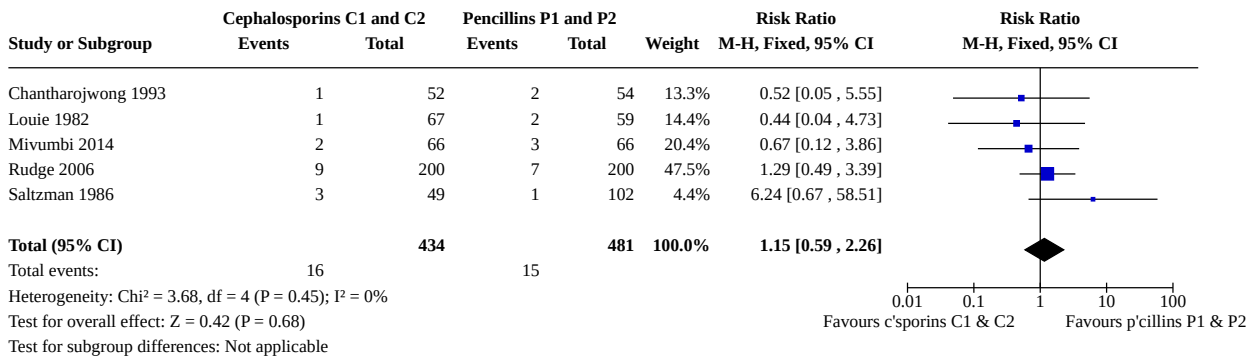 Cephalosporins C1 and C2 Pencillins P1 and P2 Risk Ratio Risk Ratio
Study or Subgroup Events Total Events Total Weight M-H, Fixed, 95% CI M-H, Fixed, 95% CI
Chantharojwong 1993 1 52 2 54 13.3% 0.52 [0.05 , 5.55]
Louie 1982 1 67 2 59 14.4% 0.44 [0.04 , 4.73]
Mivumbi 2014 2 66 3 66 20.4% 0.67 [0.12 , 3.86]
Rudge 2006 9 200 7 200 47.5% 1.29 [0.49 , 3.39]
Saltzman 1986 3 49 1 102 4.4% 6.24 [0.67 , 58.51]
Total (95% CI) 434 481 100.0% 1.15 [0.59 , 2.26]
Total events: 16 15
Heterogeneity: Chi² = 3.68, df = 4 (P = 0.45); I² = 0%
0.01 0.1 1 10 100
Test for overall effect: Z = 0.42 (P = 0.68)
Favours c'sporins C1 & C2 Favours p'cillins P1 & P2
Test for subgroup differences: Not applicable